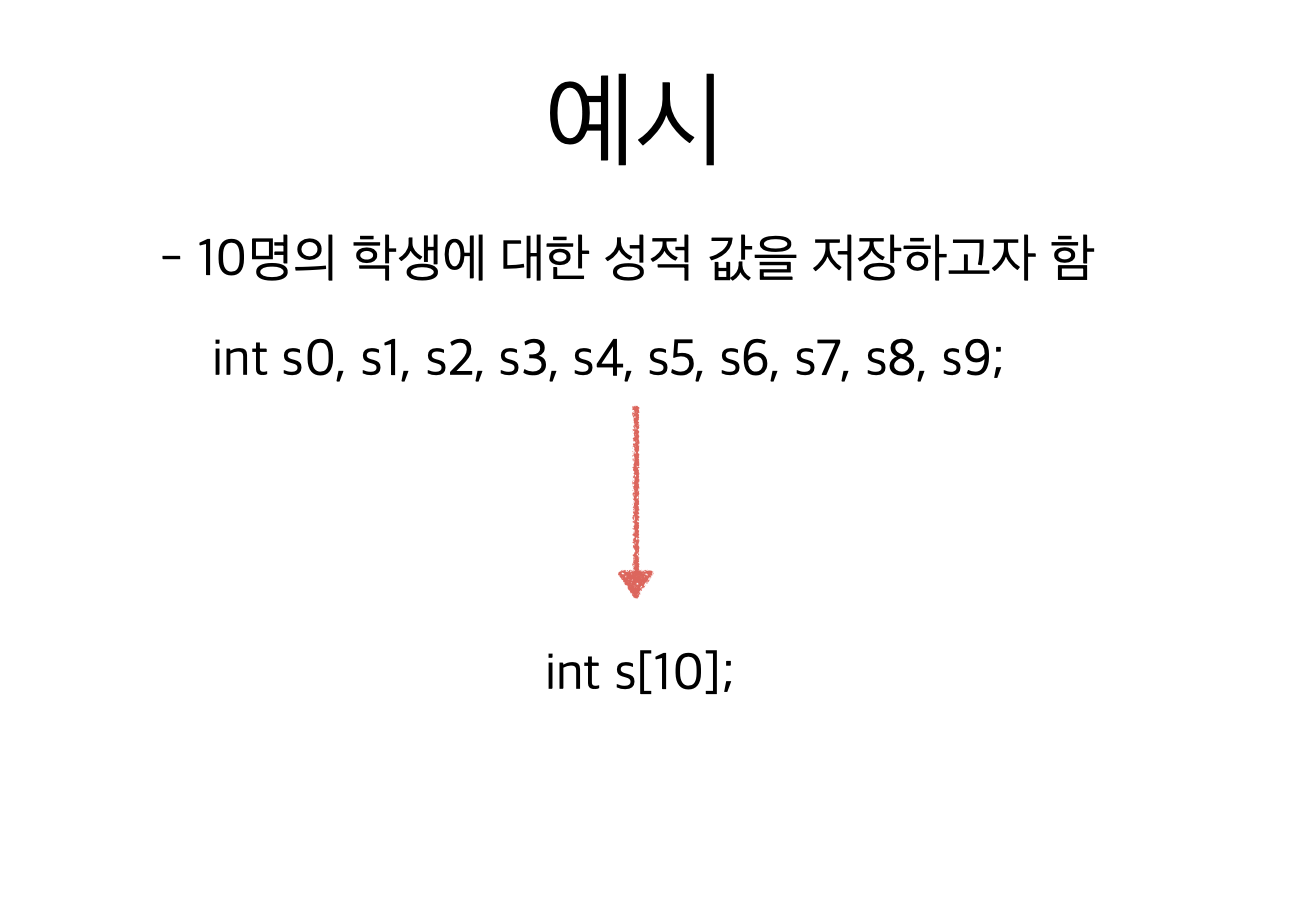 예시
- 10명의 학생에 대한 성적 값을 저장하고자 함
int s0, s1, s2, s3, s4, s5, s6, s7, s8, s9;
int s[10];